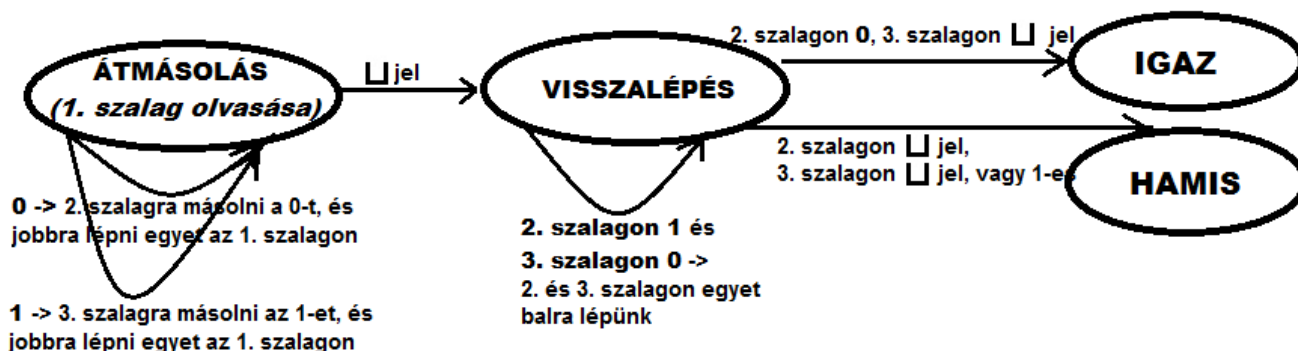 ÁTMÁSOLÁS
(1. szalag olvasása)
⊔ jel
VISSZALÉPÉS
2. szalagon 0, 3. szalagon ⊔ jel
IGAZ
2. szalagon ⊔ jel,
3. szalagon ⊔ jel, vagy 1-es
HAMIS
0 -> 2. szalagra másolni a 0-t, és
jobbra lépni egyet az 1. szalagon
1 -> 3. szalagra másolni az 1-et, és
jobbra lépni egyet az 1. szalagon
2. szalagon 1 és
3. szalagon 0 ->
2. és 3. szalagon egyet
balra lépünk